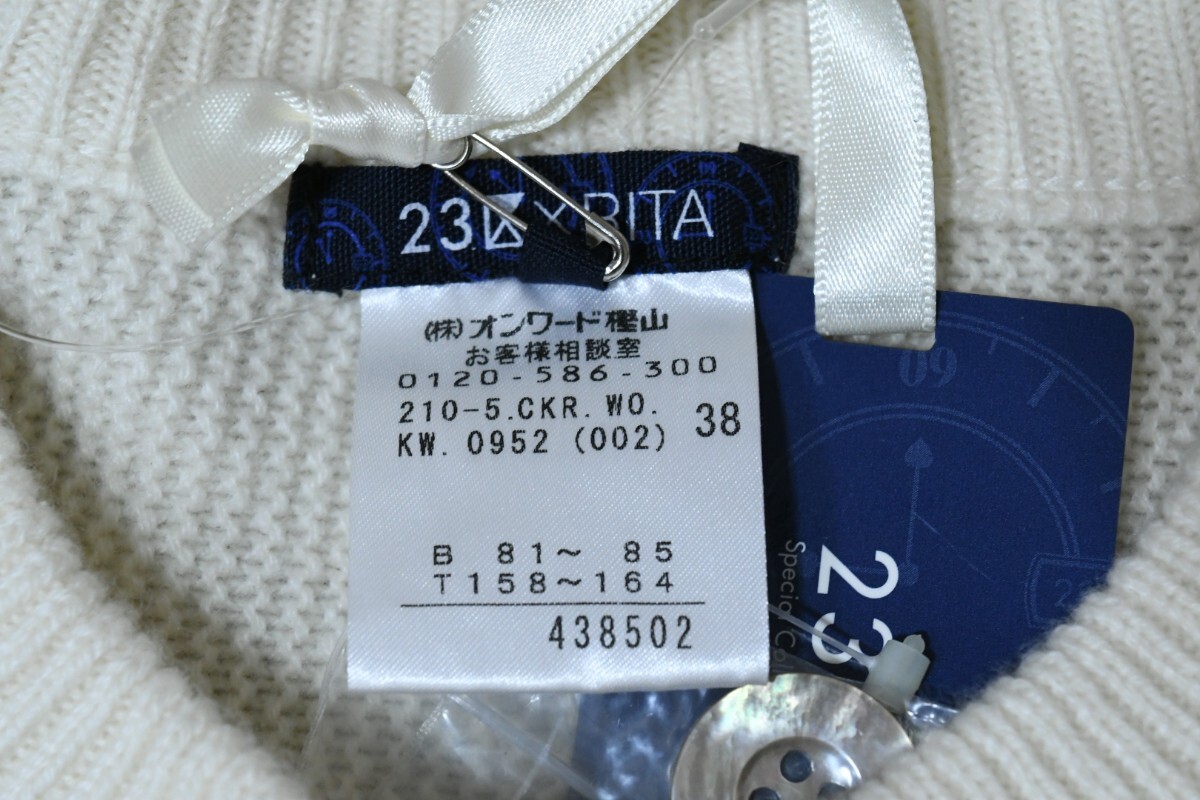 23区×RITA
(株)オンワード樫山
お客様相談室
0120-586-300
210-5.CKR. WO.
KW. 0952 (002)
38
B 81～ 85
T158～164
438502
09
23
Special